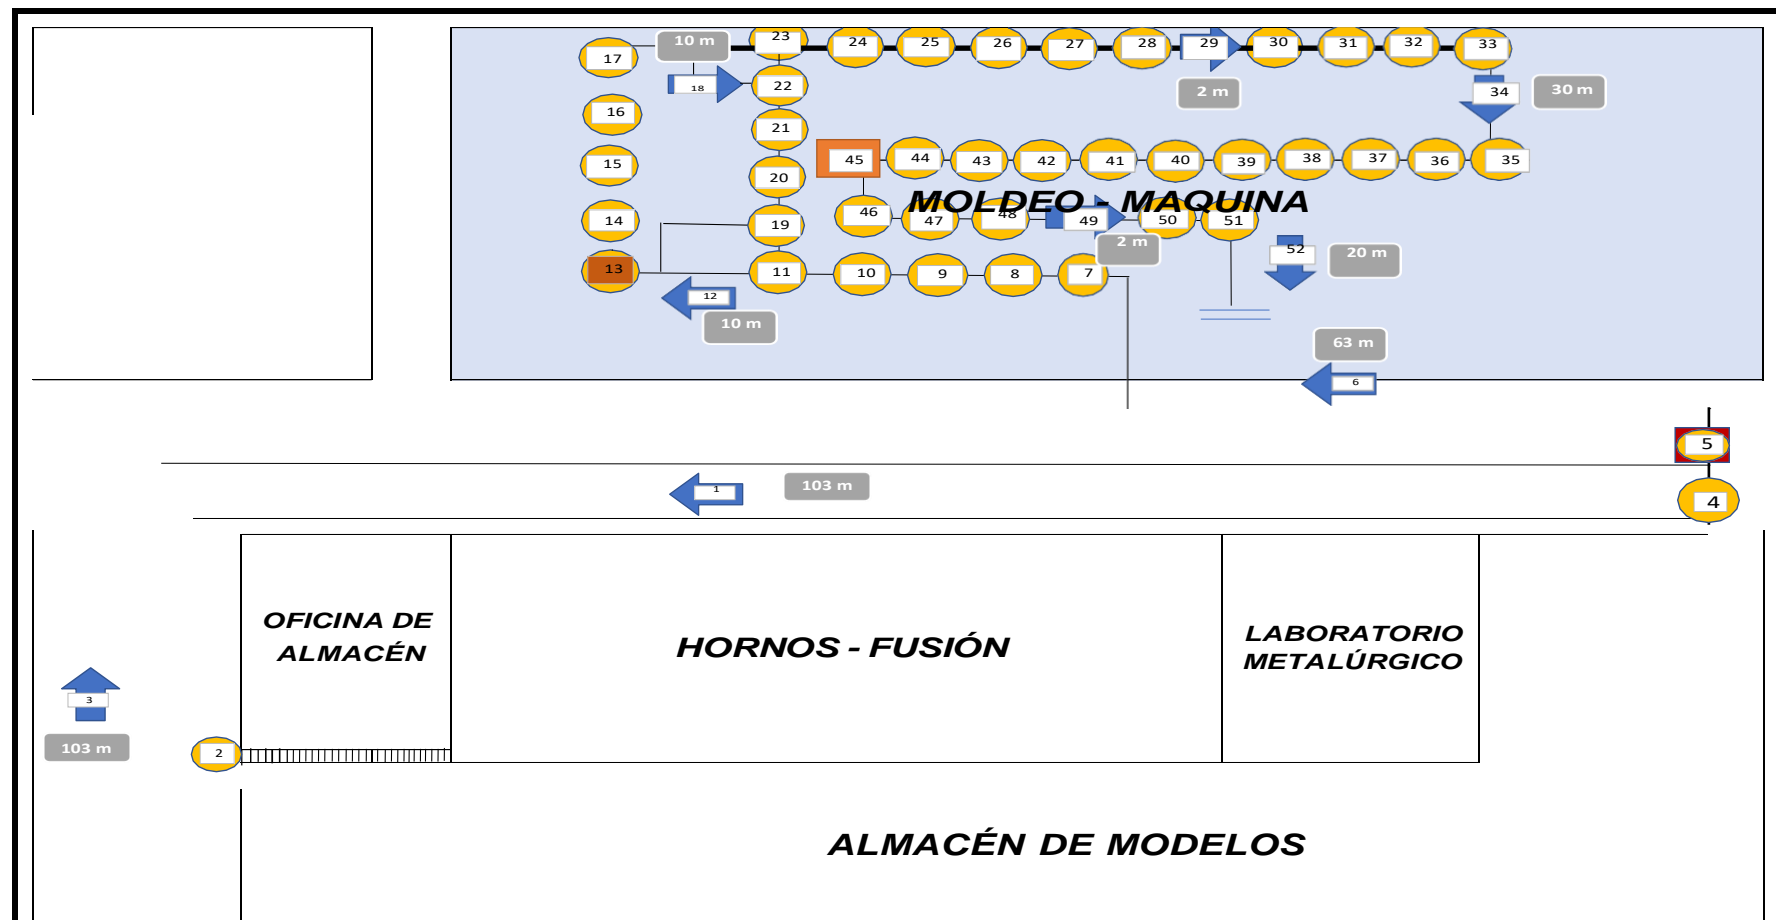 23 24 25 26 27 28 29 30 31 32 33
10 m
17
18 22
2 m
34 30 m
16
21
15
45 44 43 42 41 40 39 38 37 36 35
20
MOLDEO - MAQUINA
14
19
46 47 48 49 50 51
2 m
52 20 m
13 11 10 9 8 7
12
10 m
63 m
6
5
1 103 m
4
OFICINA DE
ALMACÉN
HORNOS - FUSIÓN
LABORATORIO
METALÚRGICO
3
103 m
2
ALMACÉN DE MODELOS